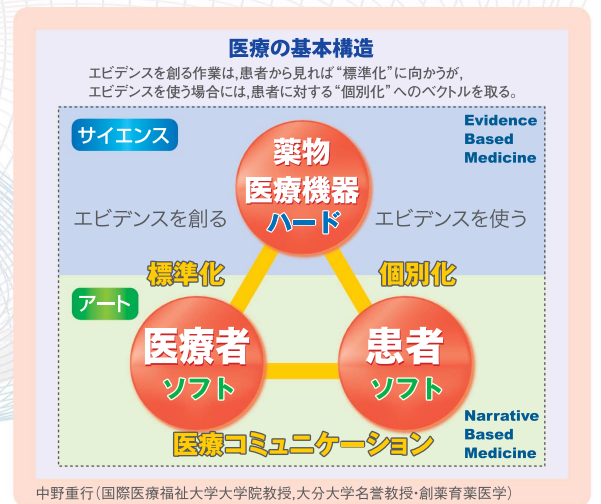 医療の基本構造
エビデンスを創る作業は,患者から見れば“標準化”に向かうが,
エビデンスを使う場合には,患者に対する“個別化”へのベクトルを取る。
サイエンス
Evidence
Based
Medicine
薬物
医療機器
ハード
エビデンスを創る
エビデンスを使う
標準化
個別化
アート
医療者
ソフト
患者
ソフト
医療コミュニケーション
Narrative
Based
Medicine
中野重行(国際医療福祉大学大学院教授,大分大学名誉教授・創薬育薬医学)